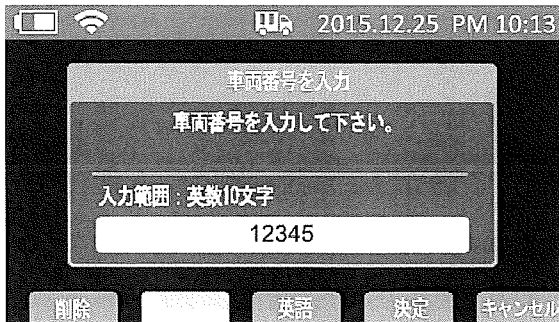 2015.12.25 PM 10:13
車両番号を入力
車両番号を入力して下さい。
入力範囲：英数10文字
12345
削除 英語 決定 キャンセル